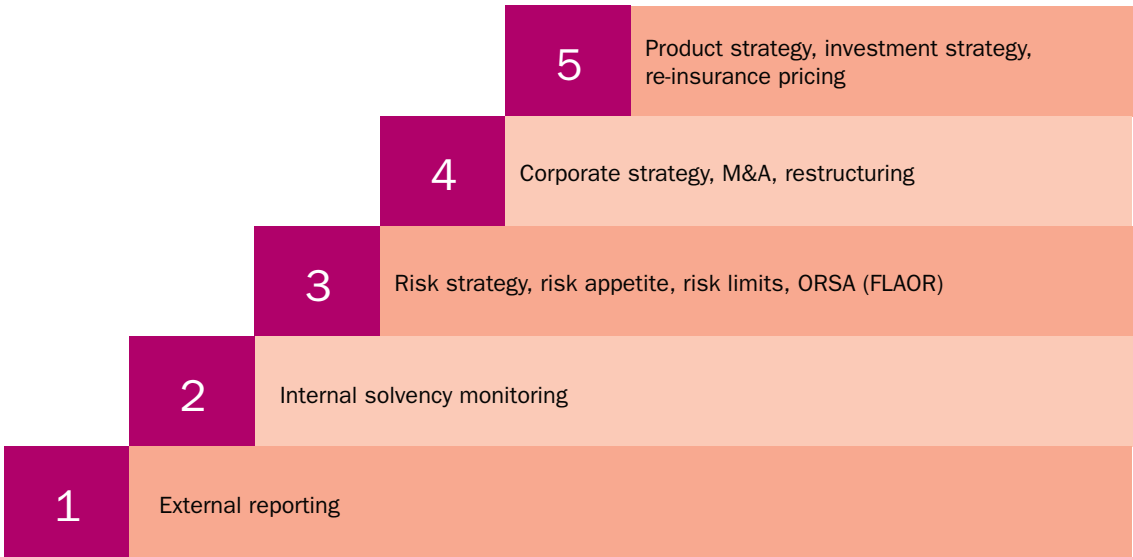 5
Product strategy, investment strategy,
re-insurance pricing
4
Corporate strategy, M&A, restructuring
3
Risk strategy, risk appetite, risk limits, ORSA (FLAOR)
2
Internal solvency monitoring
1
External reporting